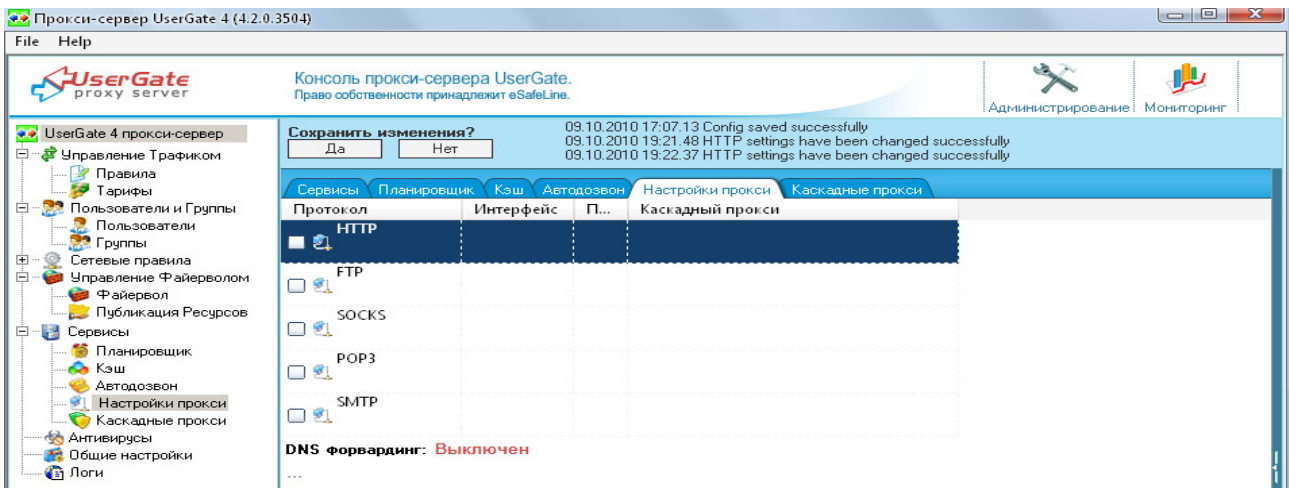 Прокси-сервер UserGate 4 (4.2.0.3504)
File Help
UserGate
proxy server
Консоль прокси-сервера UserGate.
Право собственности принадлежит eSafeLine.
Администрирование Мониторинг
UserGate 4 прокси-сервер
Управление Трафиком
Правила
Тарифы
Пользователи и Группы
Пользователи
Группы
Сетевые правила
Управление Файерволом
Файервол
Публикация Ресурсов
Сервисы
Планировщик
Кэш
Автодозвон
Настройки прокси
Каскадные прокси
Антивирусы
Общие настройки
Логи
Сохранить изменения?
Да Нет
09.10.2010 17:07.13 Config saved successfully
09.10.2010 19:21.48 HTTP settings have been changed successfully
09.10.2010 19:22.37 HTTP settings have been changed successfully
Сервисы Планировщик Кэш Автодозвон Настройки прокси Каскадные прокси
Протокол Интерфейс П... Каскадный прокси
HTTP
FTP
SOCKS
POP3
SMTP
DNS форвардинг: Выключен
...